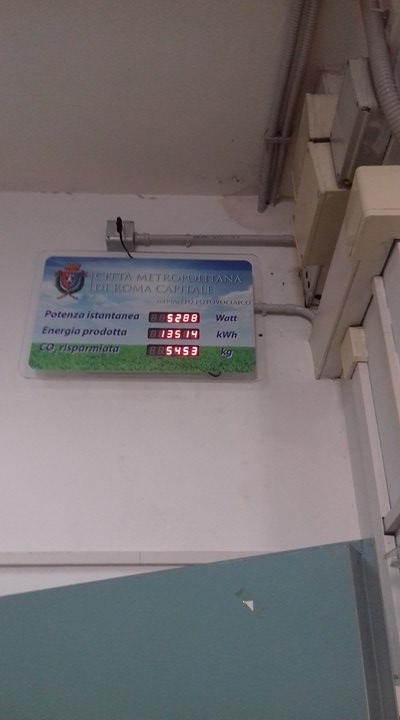 CITTÀ METROPOLITANA
DI ROMA CAPITALE
IMPIANTO FOTOVOLTAICO
Potenza istantanea 5288 Watt
Energia prodotta 13514 kWh
CO2 risparmiata 5453 kg